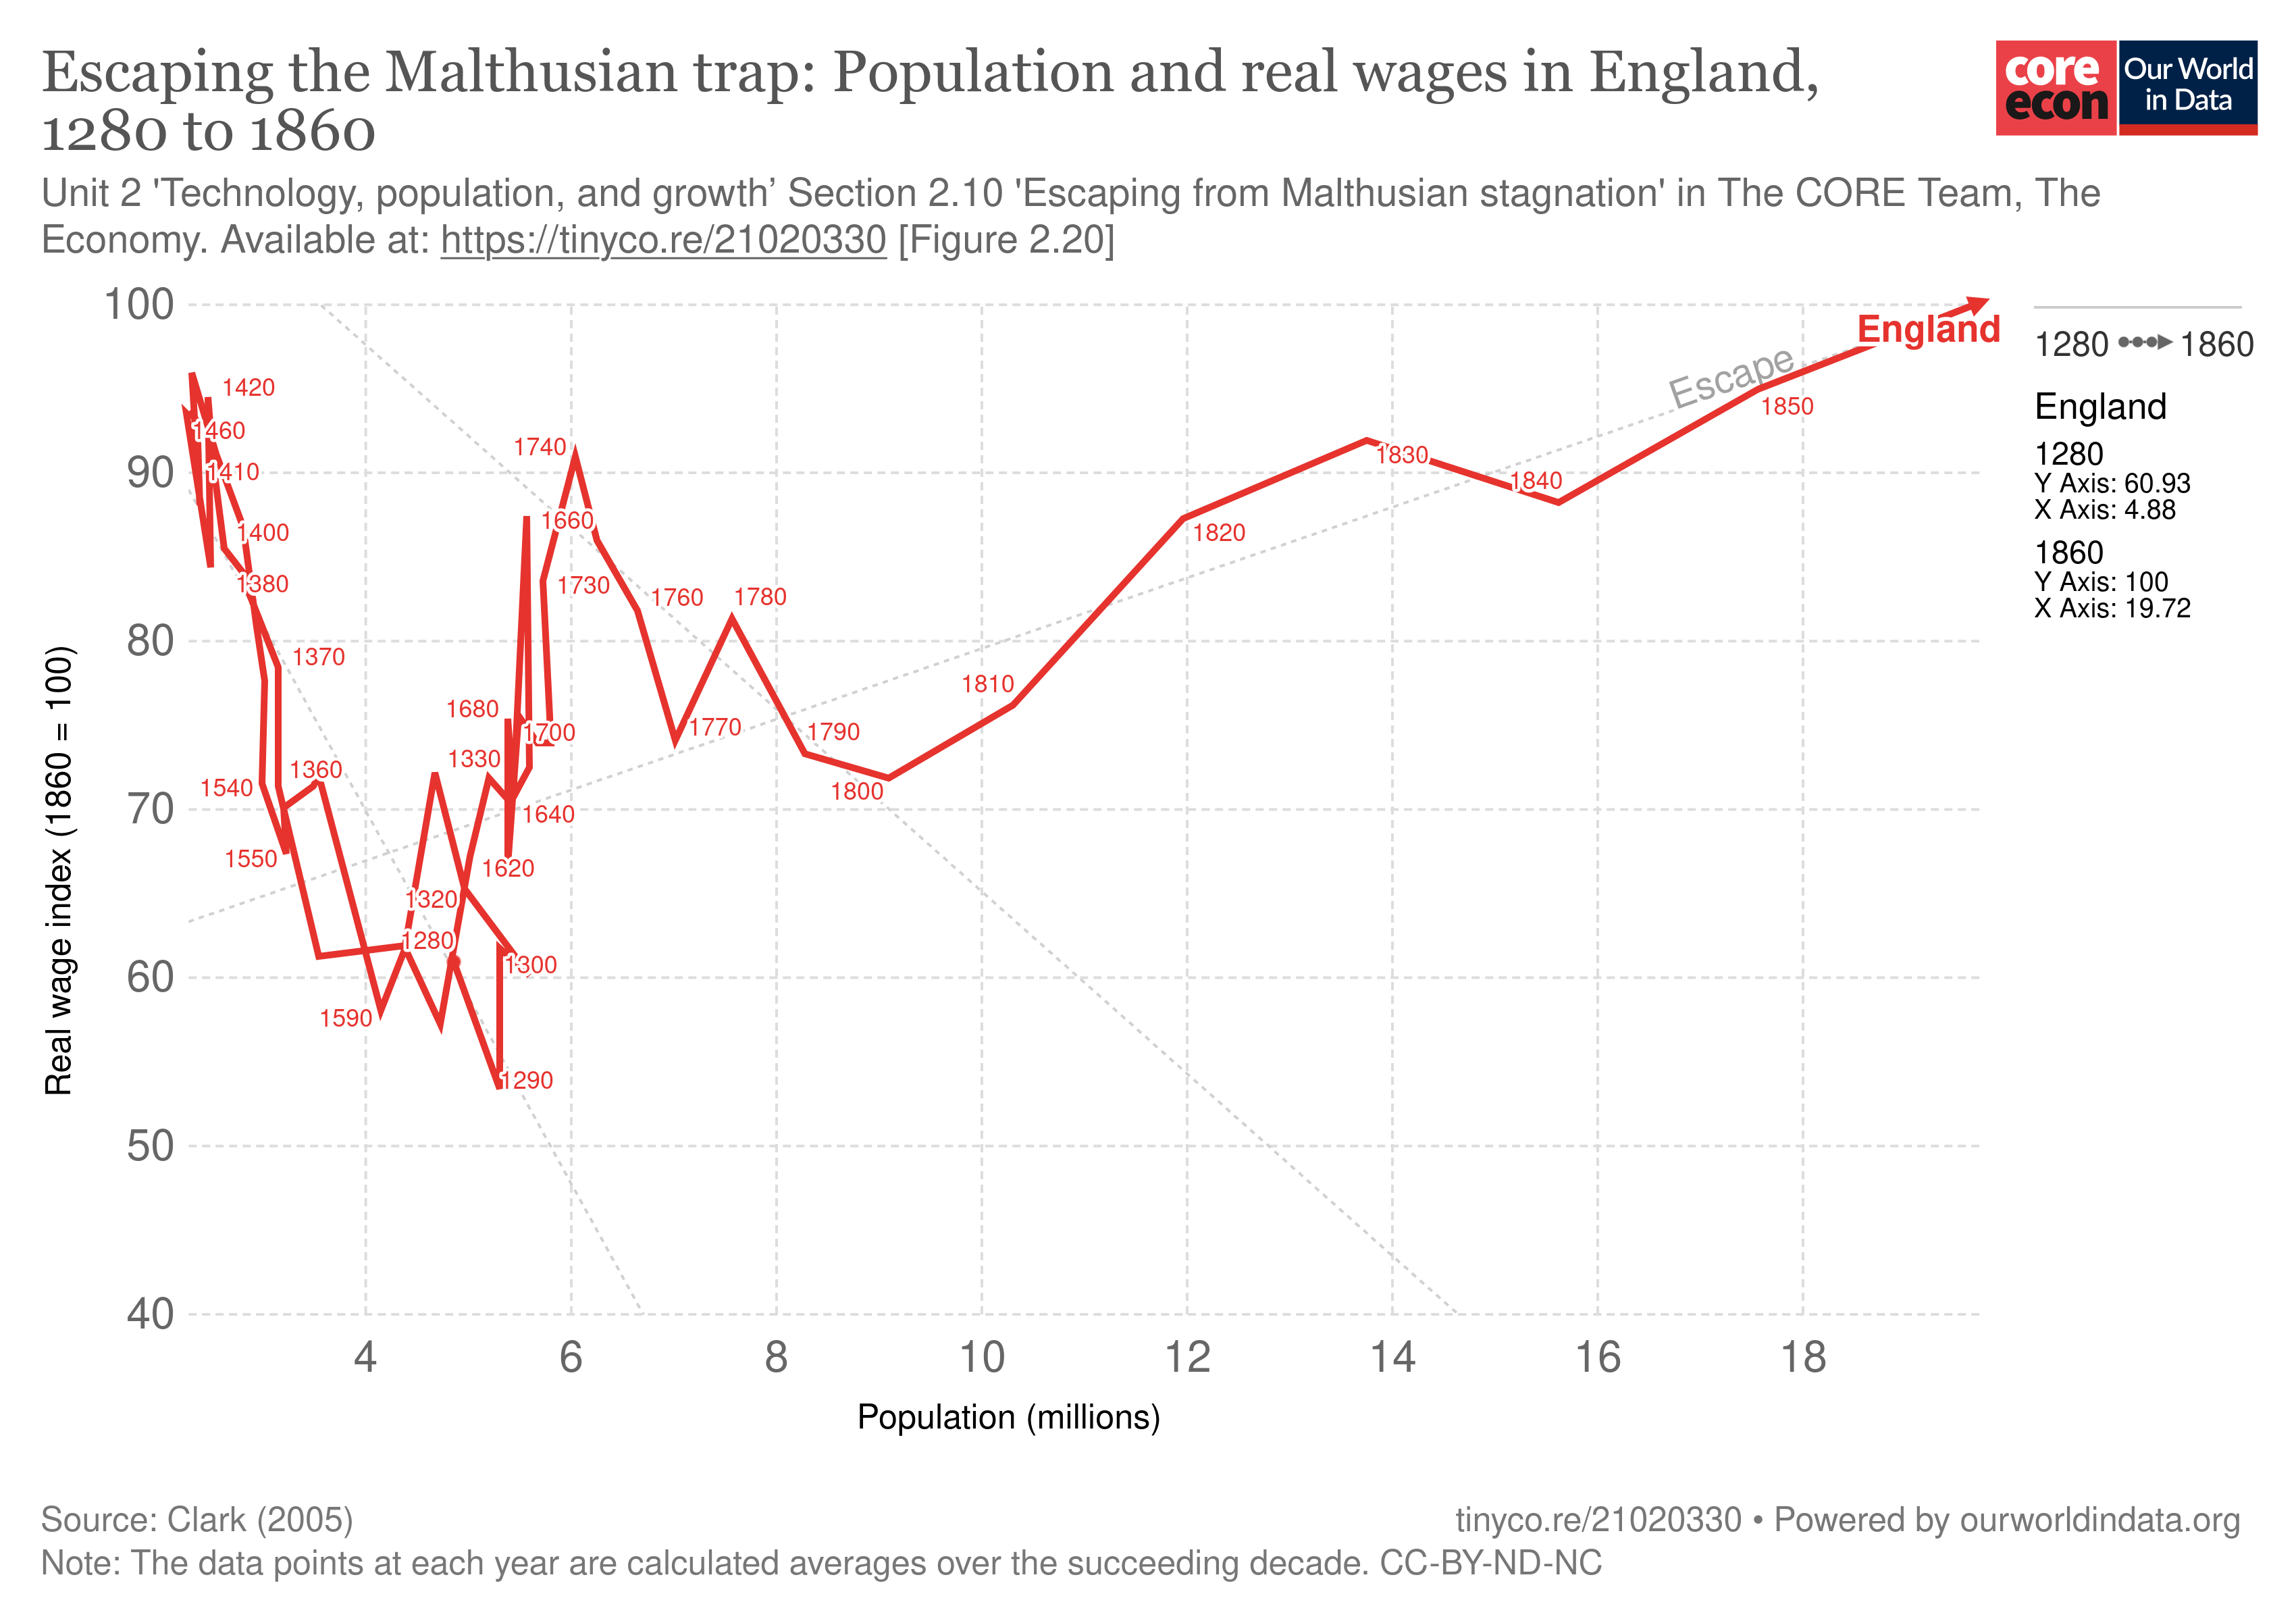 Escaping the Malthusian trap: Population and real wages in England,
1280 to 1860
core
econ
Our World
in Data
Unit 2 'Technology, population, and growth’ Section 2.10 'Escaping from Malthusian stagnation' in The CORE Team, The
Economy. Available at: https://tinyco.re/21020330 [Figure 2.20]
100
90
80
70
60
50
40
Real wage index (1860 = 100)
4
6
8
10
12
14
16
18
Population (millions)
England
Escape
1420
1460
1410
1400
1380
1370
1360
1540
1550
1590
1280
1320
1300
1290
1330
1620
1640
1680
1700
1660
1740
1730
1760
1780
1770
1790
1800
1810
1820
1830
1840
1850
1280
1860
England
1280
Y Axis: 60.93
X Axis: 4.88
1860
Y Axis: 100
X Axis: 19.72
Source: Clark (2005)
tinyco.re/21020330 • Powered by ourworldindata.org
Note: The data points at each year are calculated averages over the succeeding decade. CC-BY-ND-NC